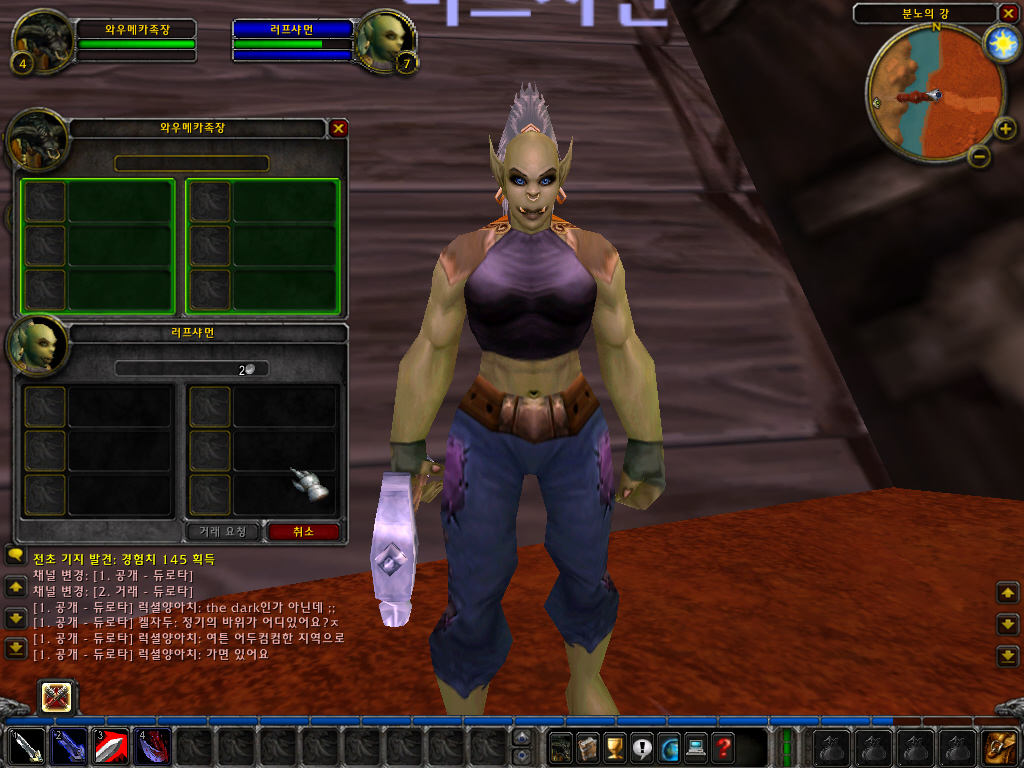 러프샤먼
와우메카족장
4
러프샤먼
7
분노의 강
N
와우메카족장
러프샤먼
2
거래 요청
취소
전초 기지 발견: 경험치 145 획득
채널 변경: [1. 공개 - 듀로타]
채널 변경: [2. 거래 - 듀로타]
[1. 공개 - 듀로타] 럭셜양아치: the dark인가 아닌데 ;;
[1. 공개 - 듀로타] 켈자두: 정기의 바위가 어디있어요?ㅈ
[1. 공개 - 듀로타] 럭셜양아치: 여튼 어두컴컴한 지역으로
[1. 공개 - 듀로타] 럭셜양아치: 가면 있어요
1
2
3
4